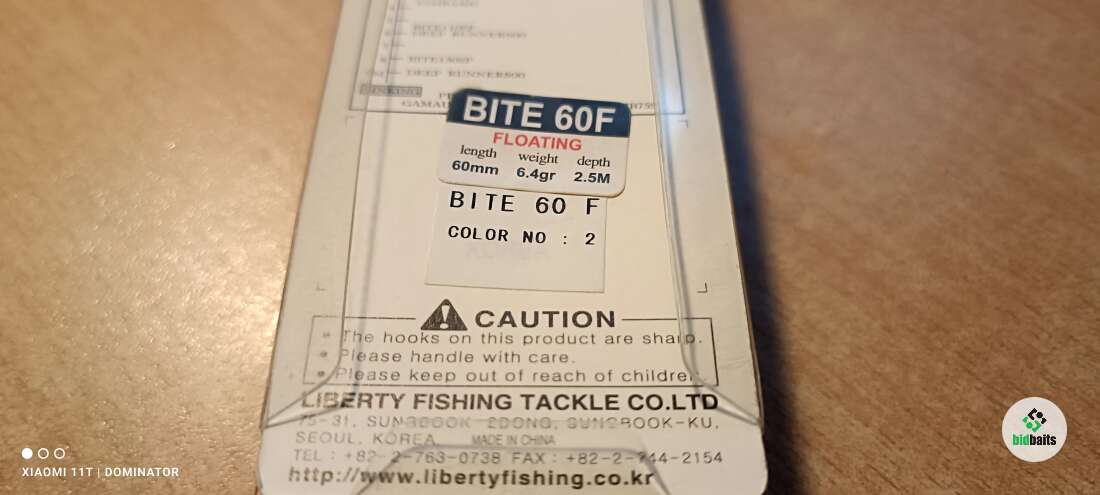 DEEP RUNNER800
BITE 60F
FLOATING
length weight depth
60mm 6.4gr 2.5M
BITE 60 F
COLOR NO : 2
CAUTION
The hooks on this product are sharp.
Please handle with care.
Please keep out of reach of children
LIBERTY FISHING TACKLE CO.LTD
SEOUL, KOREA. MADE IN CHINA
TEL : +82-2-763-0738 FAX : +82-2-744-2154
http://www.libertyfishing.co.kr
bidbaits
XIAOMI 11T | DOMINATOR